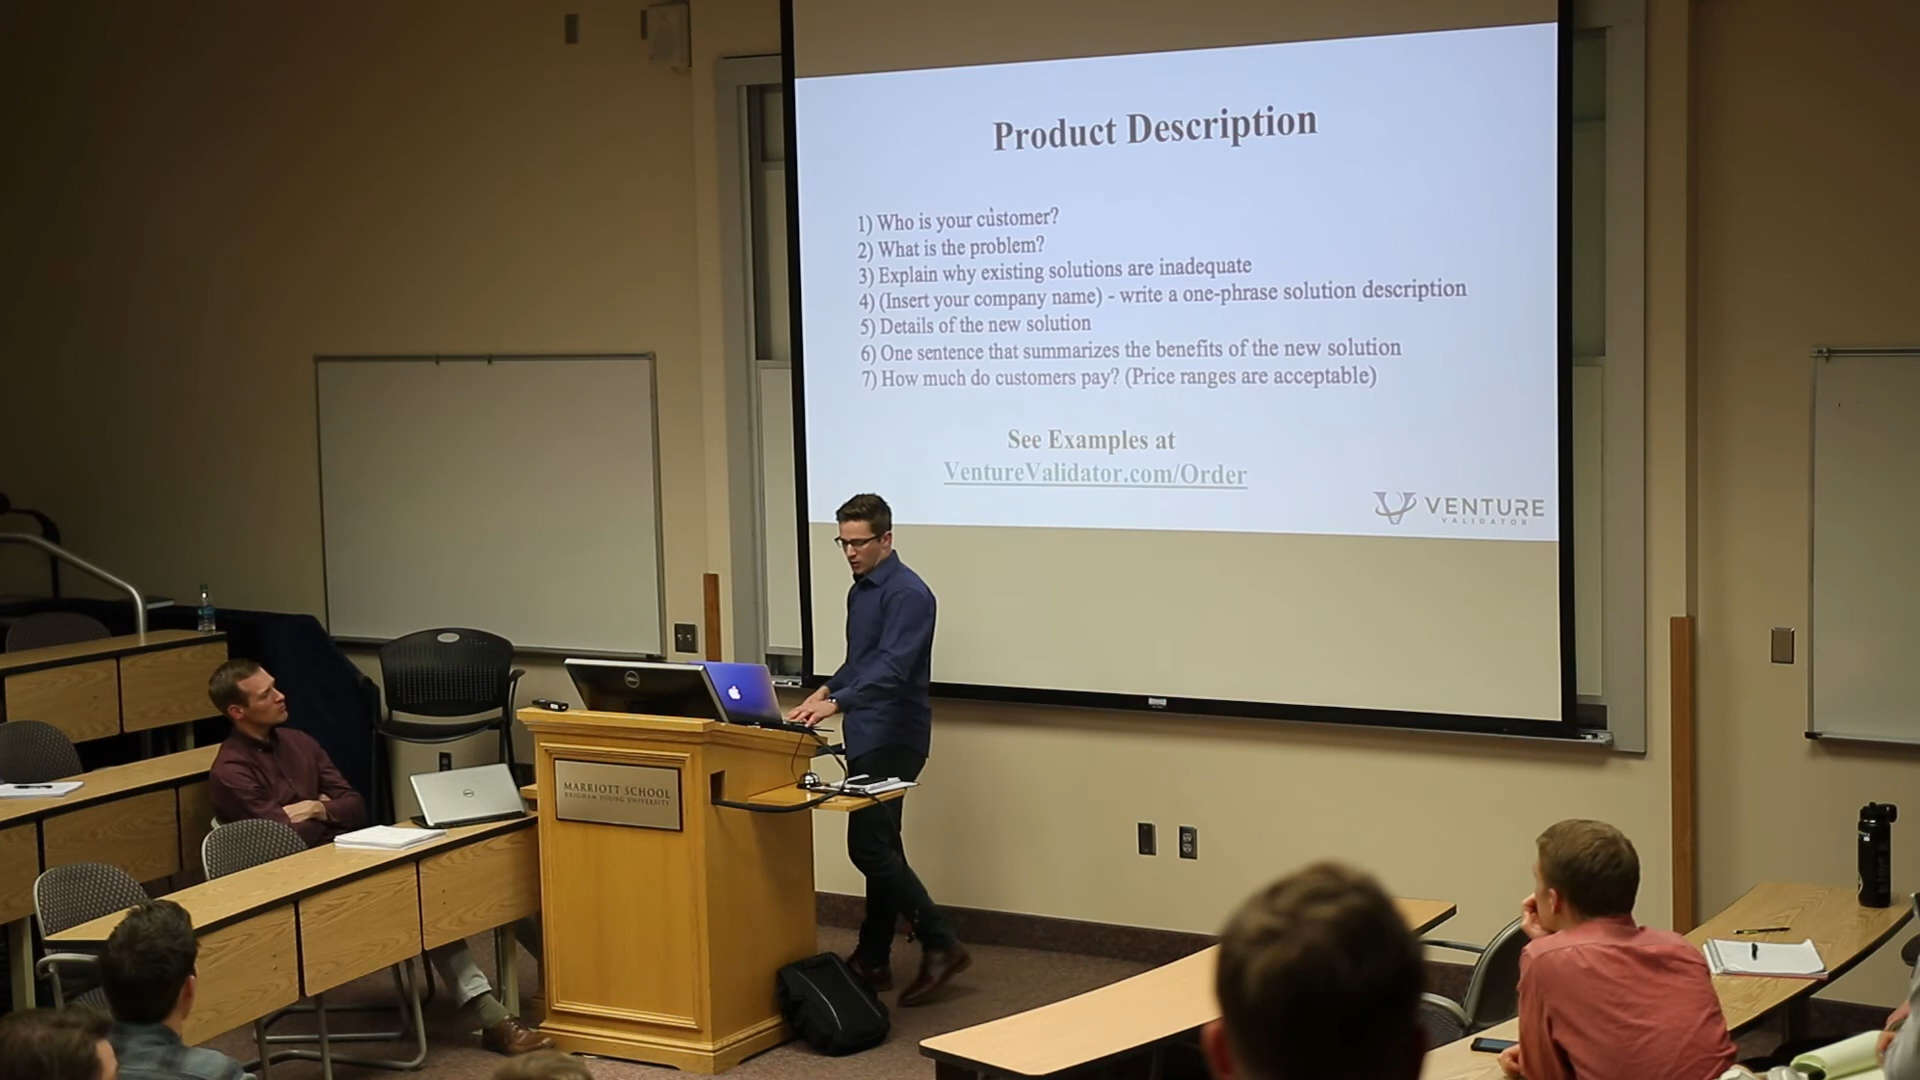 Product Description
1) Who is your customer?
2) What is the problem?
3) Explain why existing solutions are inadequate
4) (Insert your company name) - write a one-phrase solution description
5) Details of the new solution
6) One sentence that summarizes the benefits of the new solution
7) How much do customers pay? (Price ranges are acceptable)
See Examples at
VentureValidator.com/Order
VENTURE
VALIDATOR
DELL
MARRIOTT SCHOOL
BRIGHAM YOUNG UNIVERSITY